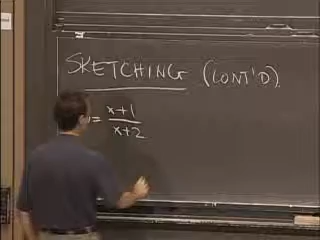 SKETCHING (CONT'D)
= x+1 / x+2